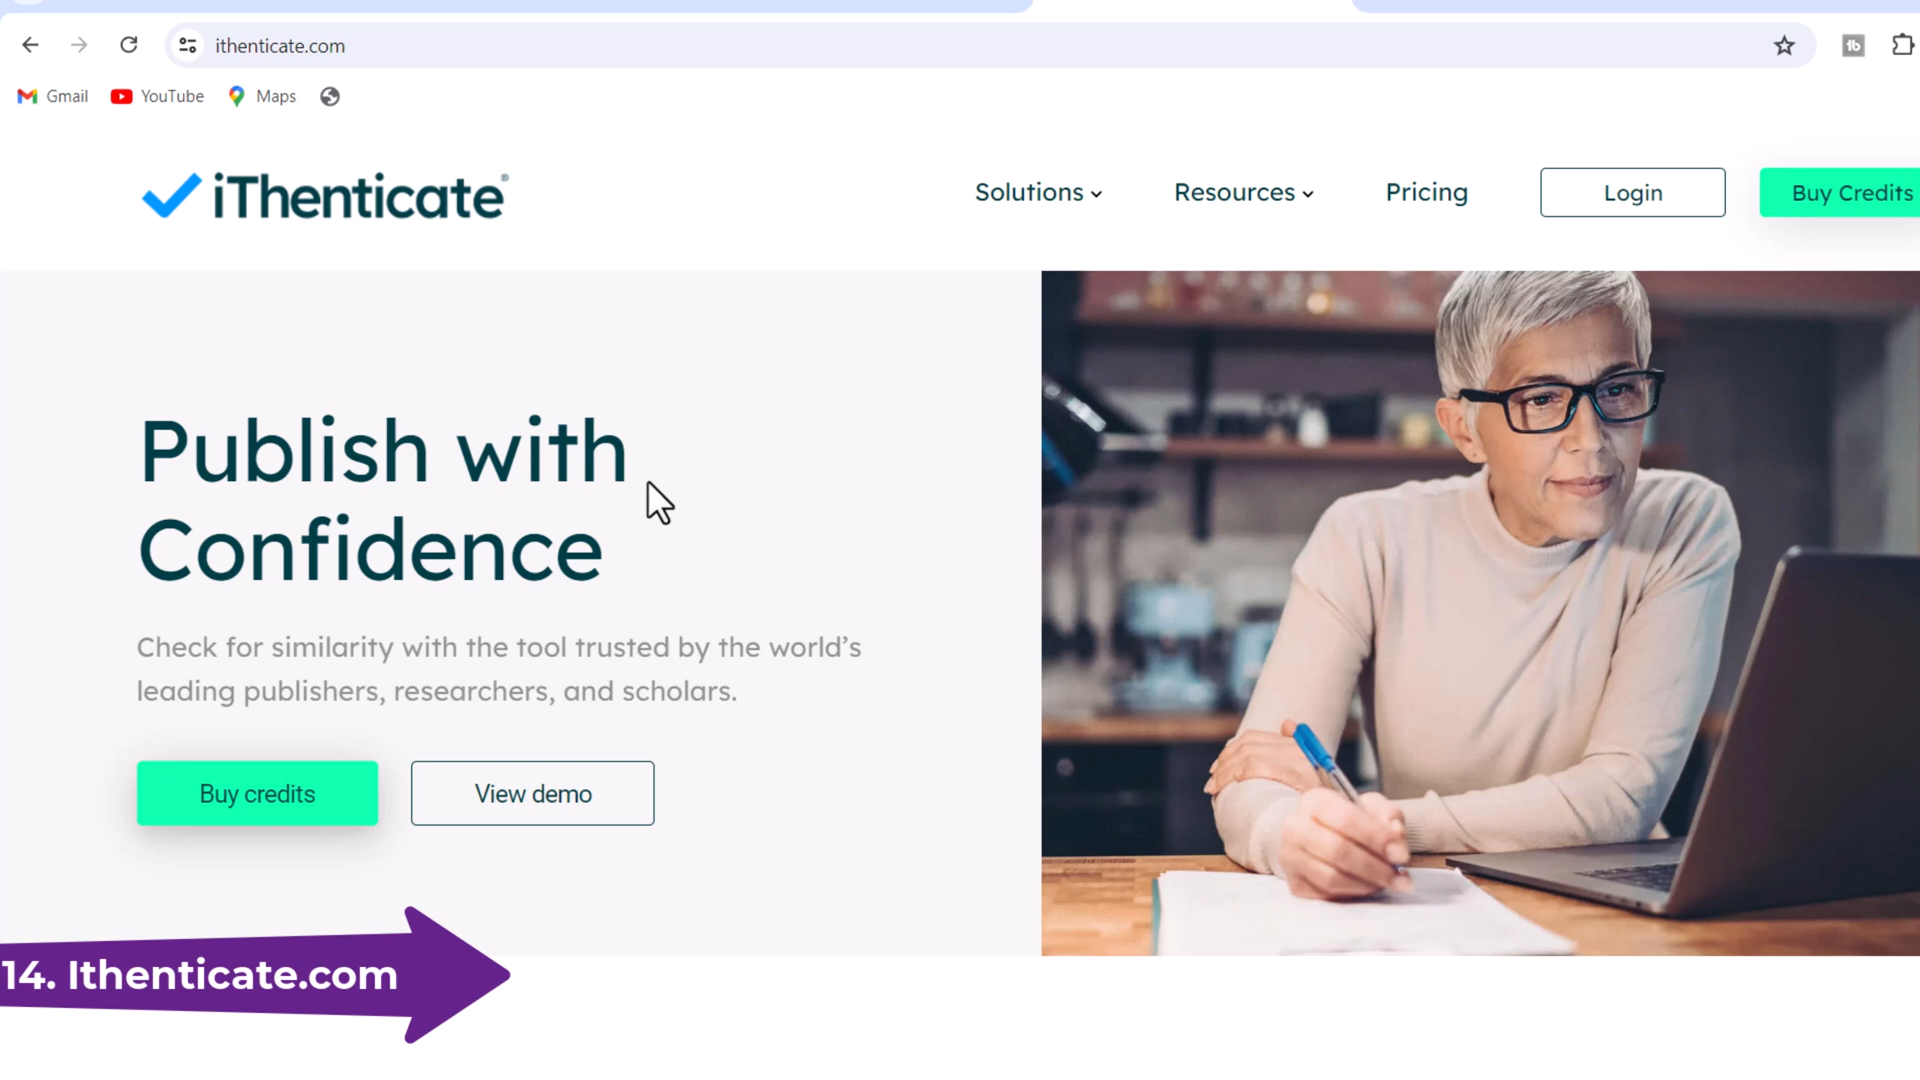 ithenticate.com
Gmail YouTube Maps
iThenticate®
Solutions Resources Pricing Login Buy Credits
Publish with
Confidence
Check for similarity with the tool trusted by the world’s
leading publishers, researchers, and scholars.
Buy credits View demo
14. Ithenticate.com